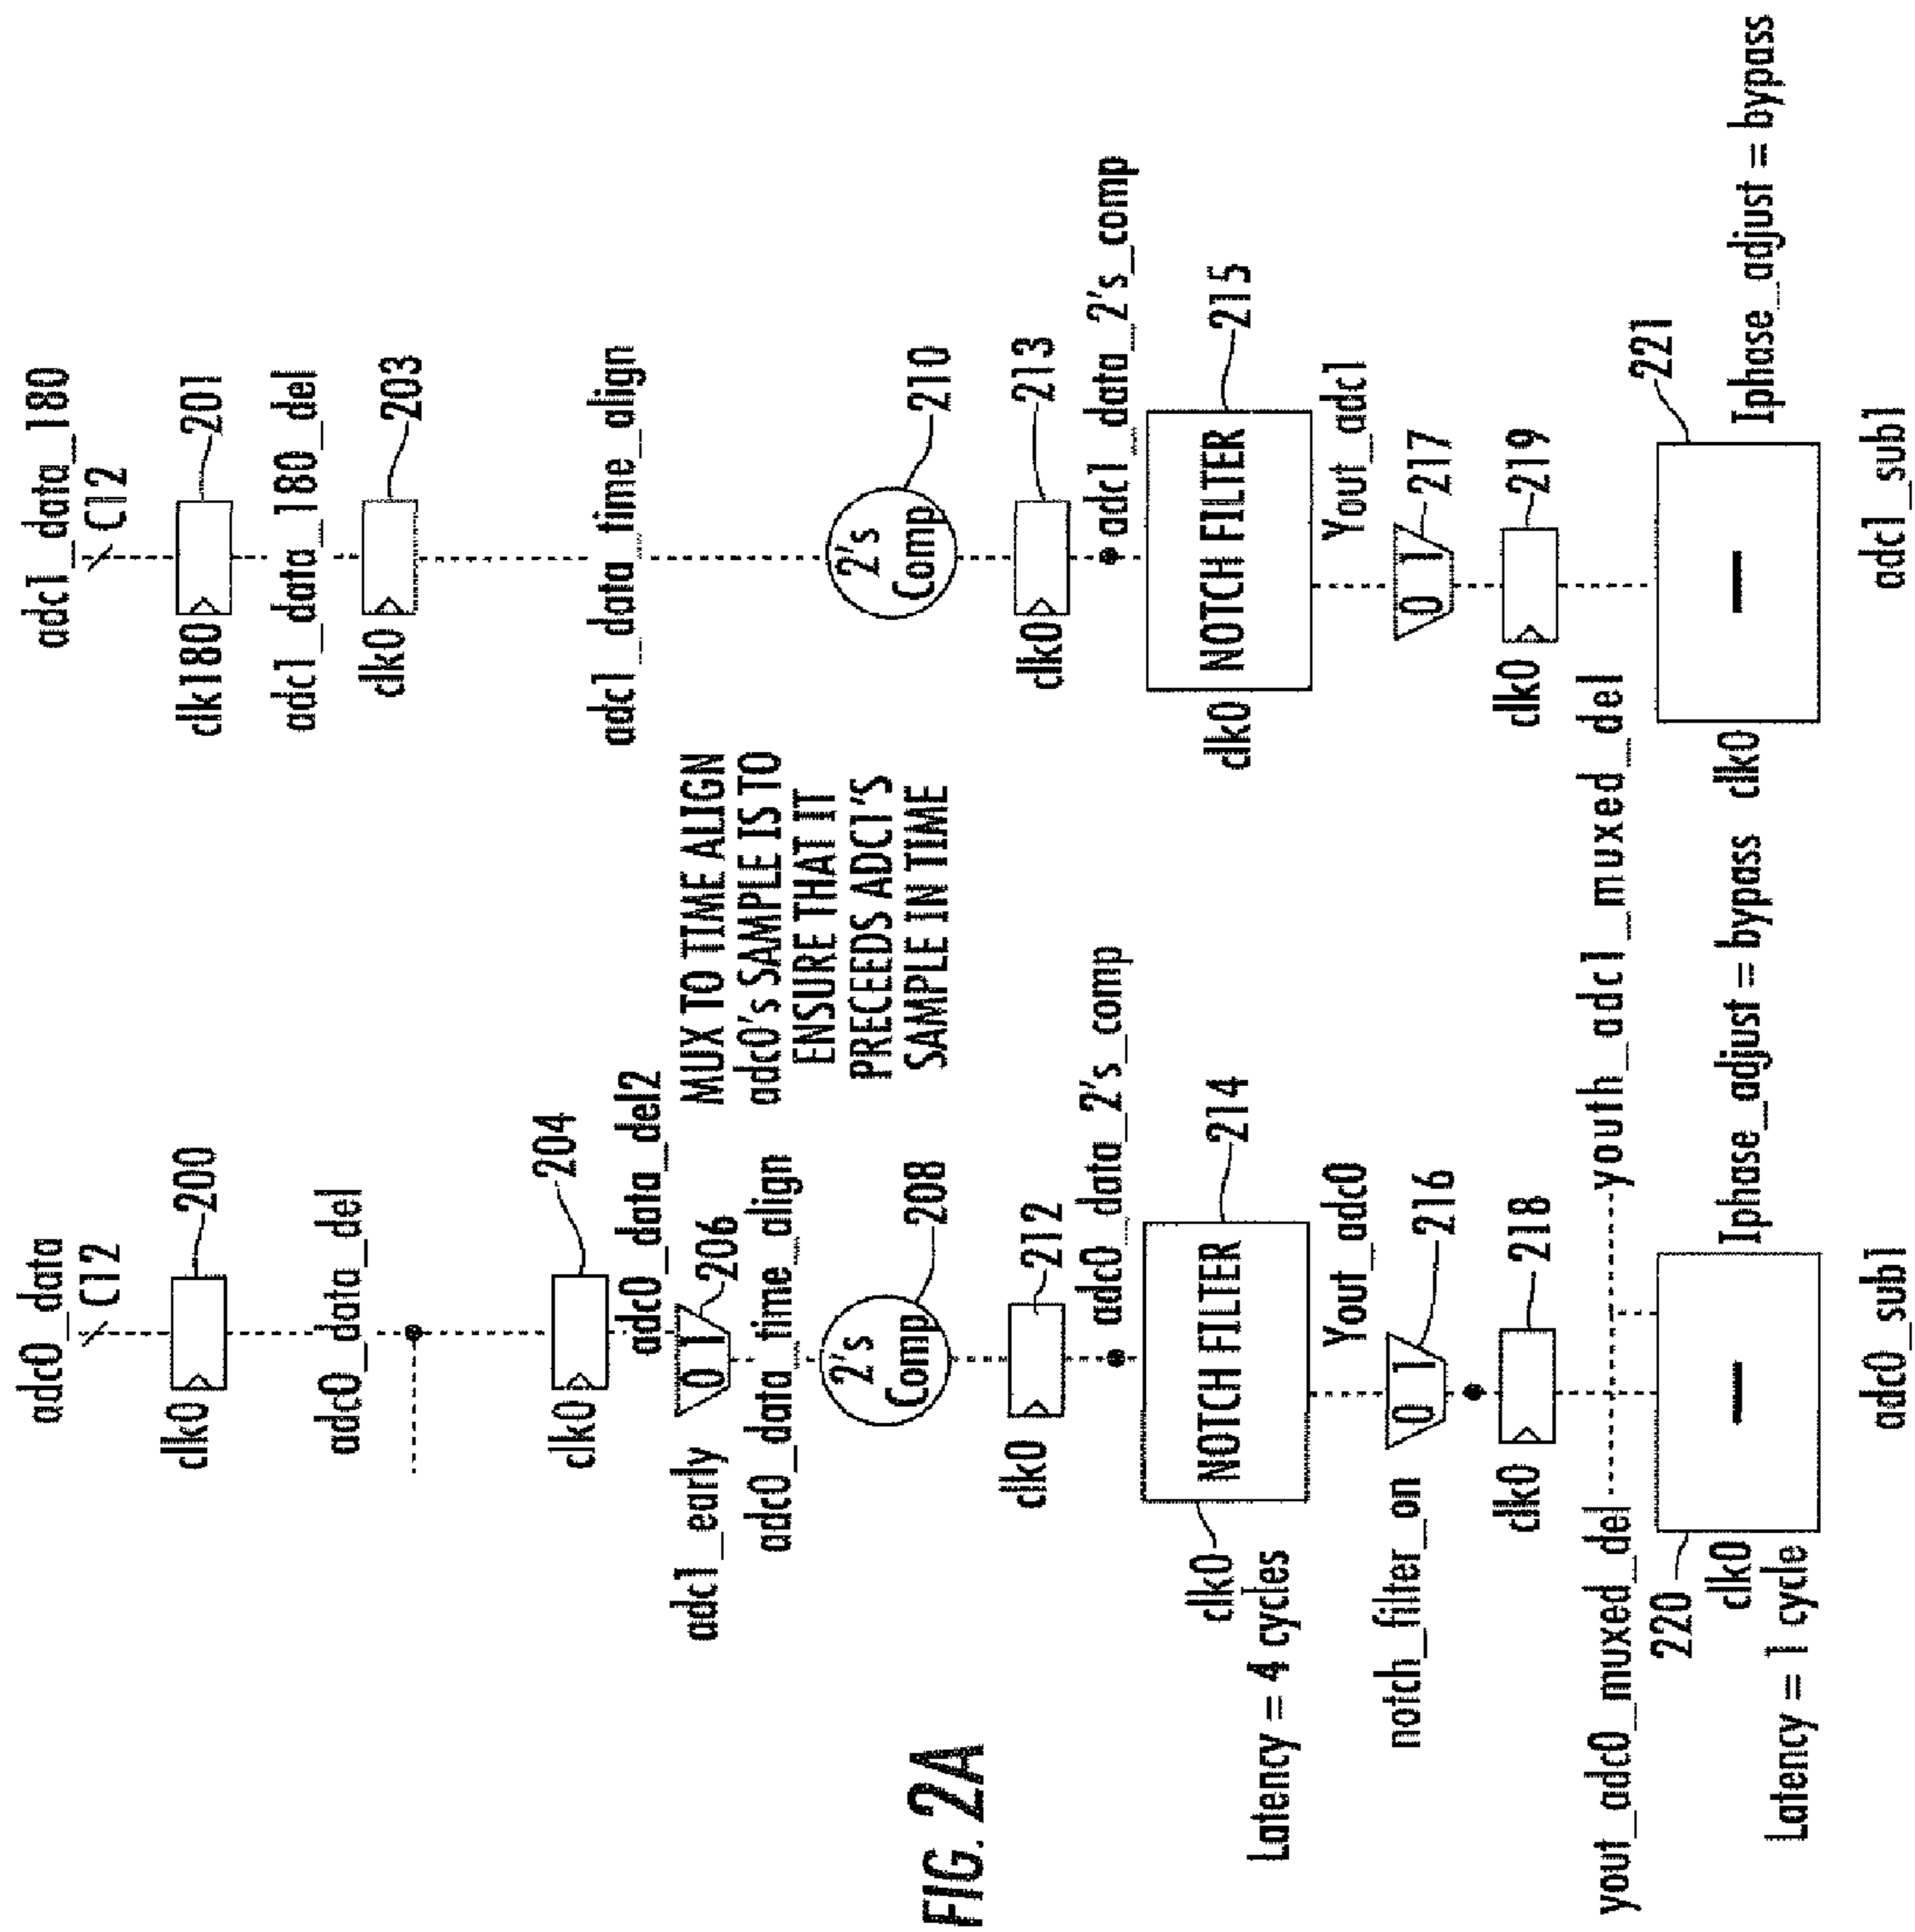 adc0_data
C12
clk0
200
adc0_data_del
clk0
204
adc0_data_del2
adc1_early
0 1
206
adc0_data_time_align
MUX TO TIME ALIGN
adc0's SAMPLE IS TO
ENSURE THAT IT
PRECEEDS ADC1'S
SAMPLE IN TIME
2's
Comp
208
clk0
212
adc0_data_2's_comp
NOTCH FILTER
214
clk0
Latency = 4 cycles
Yout_adc0
notch_filter_on
0 1
216
clk0
218
yout_adc0_muxed_del
youth_adc1_muxed_del
220
clk0
Latency = 1 cycle
Iphase_adjust = bypass
adc0_sub1
adc1_data_180
C12
clk180
201
adc1_data_180_del
clk0
203
adc1_data_time_align
2's
Comp
210
clk0
213
adc1_data_2's_comp
NOTCH FILTER
215
clk0
Yout_adc1
0 1
217
clk0
219
221
clk0
Iphase_adjust = bypass
adc1_sub1
FIG. 2A